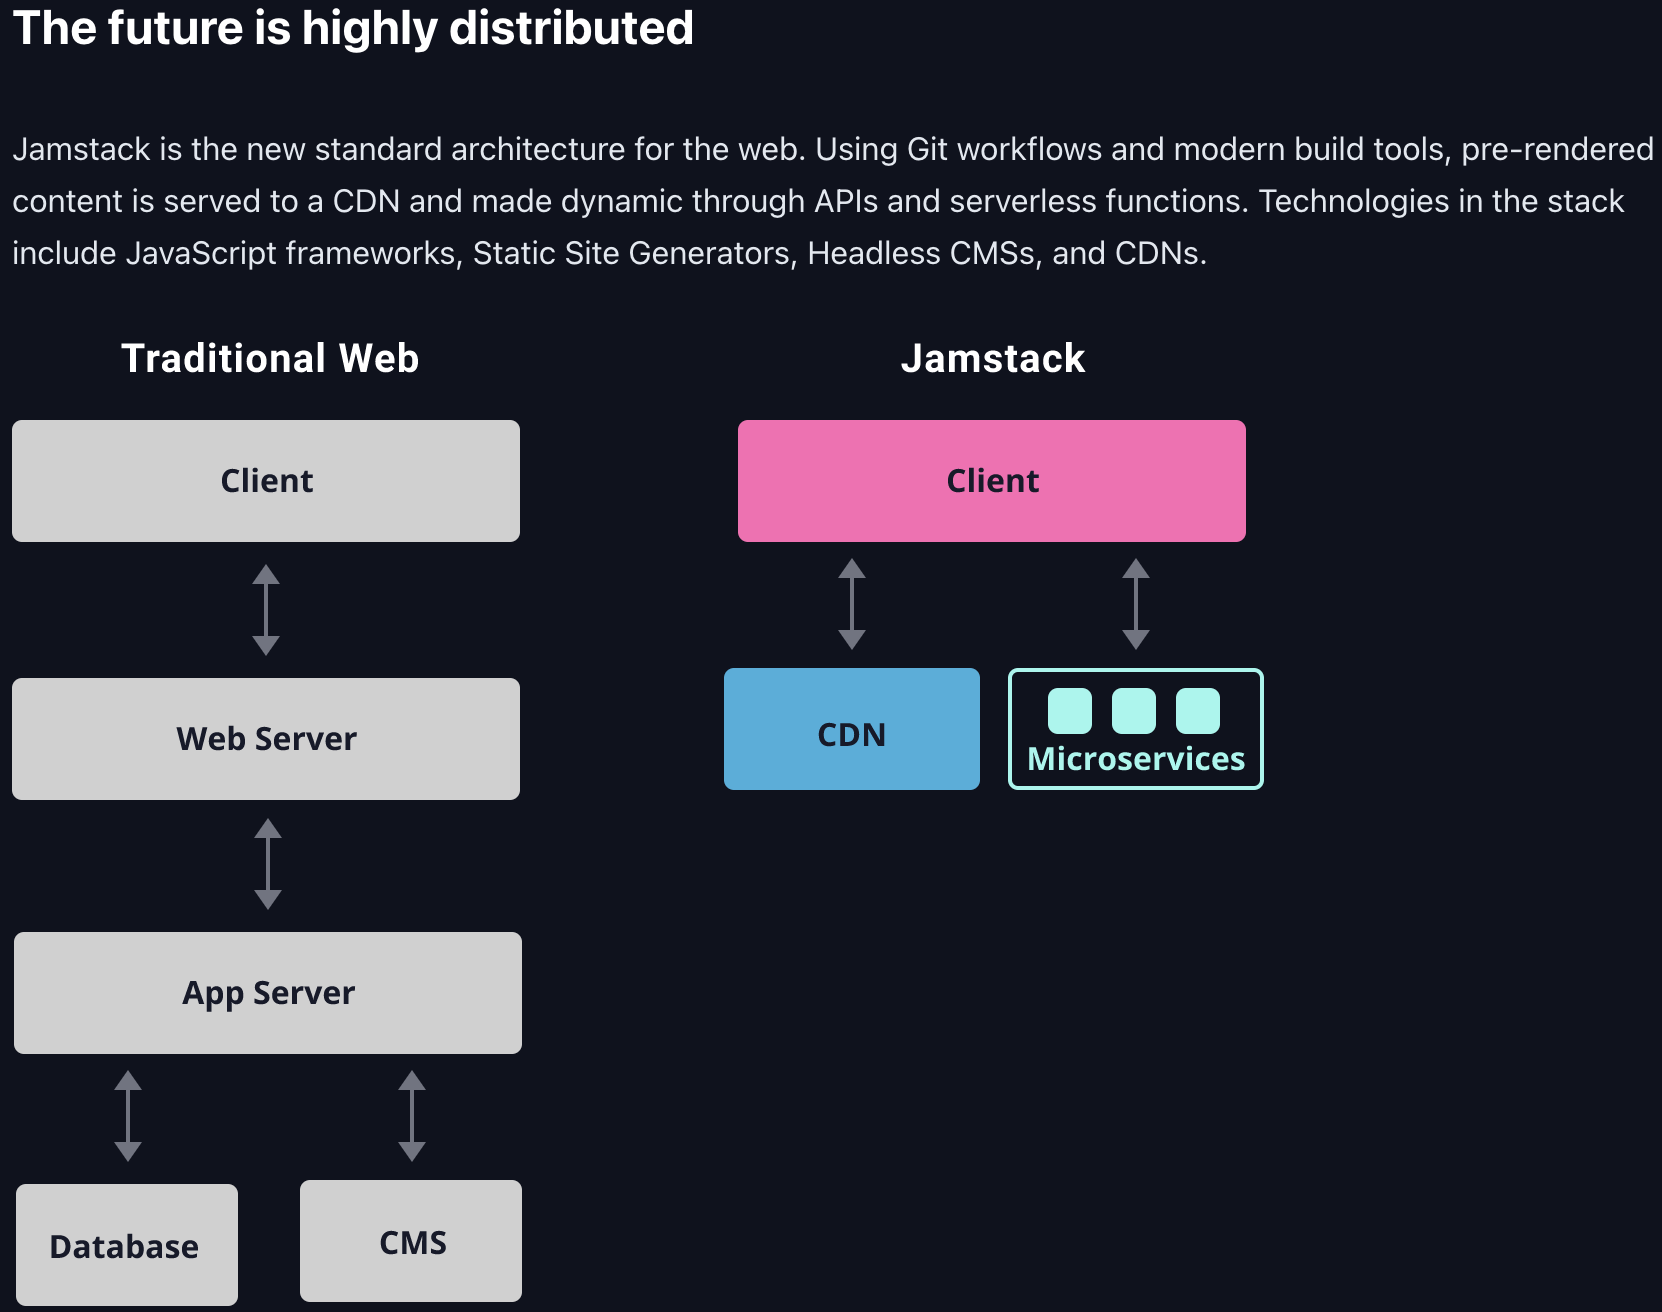 The future is highly distributed
Jamstack is the new standard architecture for the web. Using Git workflows and modern build tools, pre-rendered
content is served to a CDN and made dynamic through APIs and serverless functions. Technologies in the stack
include JavaScript frameworks, Static Site Generators, Headless CMSs, and CDNs.
Traditional Web
Client
Web Server
App Server
Database
CMS
Jamstack
Client
CDN
Microservices